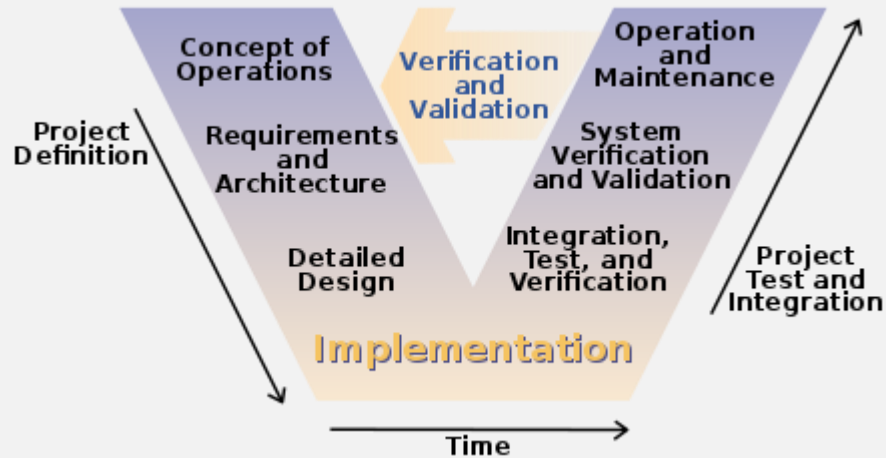 Concept of
Operations
Verification
and
Validation
Operation
and
Maintenance
Project
Definition
Requirements
and
Architecture
System
Verification
and Validation
Detailed
Design
Integration,
Test, and
Verification
Project
Test and
Integration
Implementation
Time